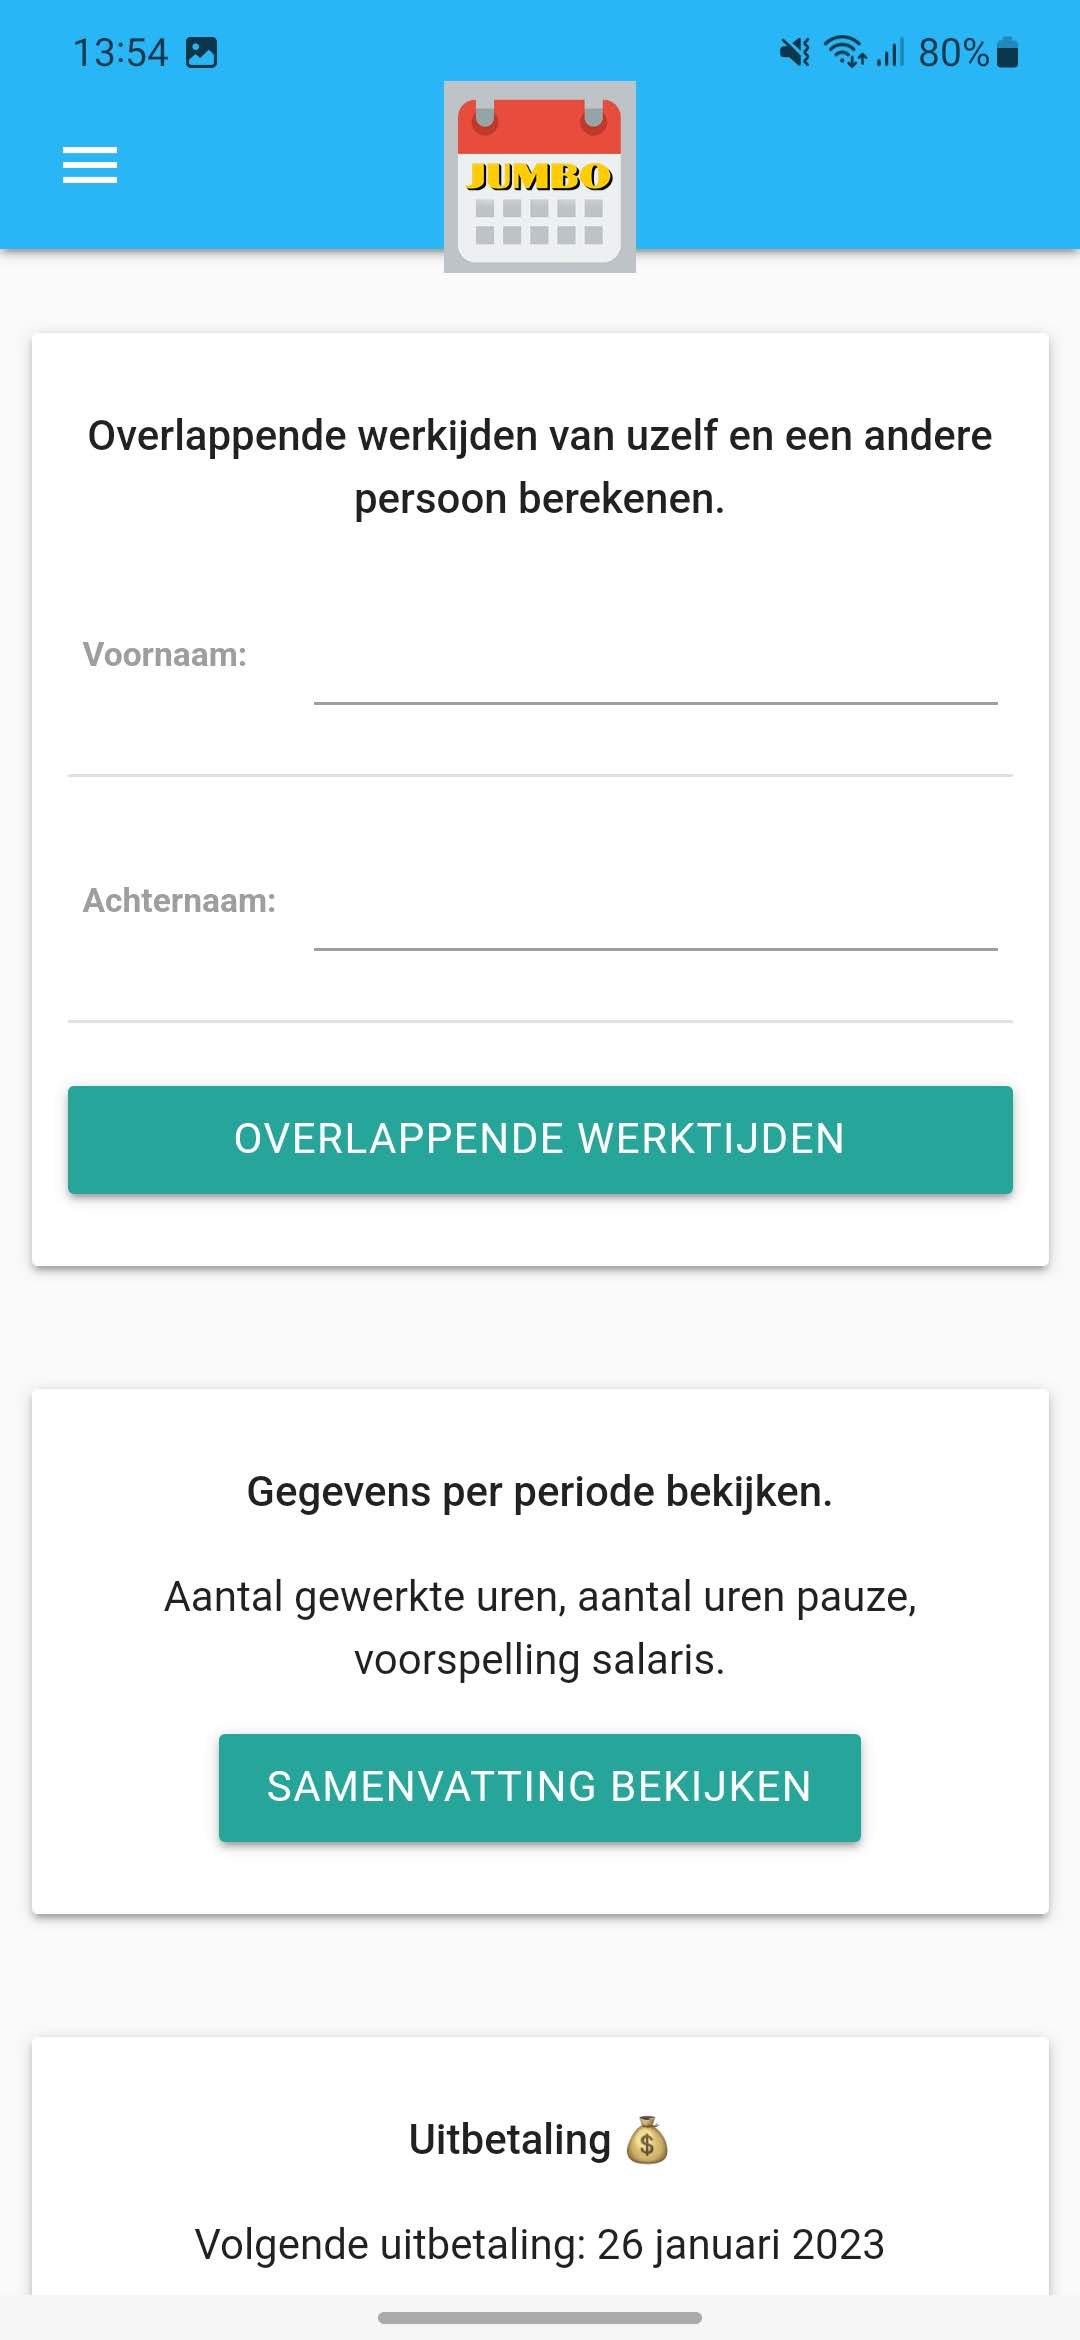 13:54
80%
JUMBO
Overlappende werkijden van uzelf en een andere
persoon berekenen.
Voornaam:
Achternaam:
OVERLAPPENDE WERKTIJDEN
Gegevens per periode bekijken.
Aantal gewerkte uren, aantal uren pauze,
voorspelling salaris.
SAMENVATTING BEKIJKEN
Uitbetaling 💰
Volgende uitbetaling: 26 januari 2023